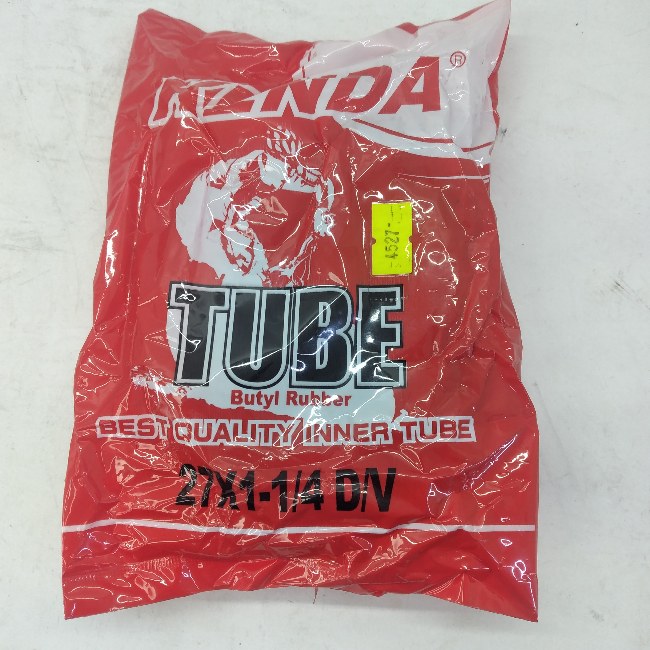 KENDA®
-4527-
TUBE
Butyl Rubber
BEST QUALITY INNER TUBE
27X1-1/4 D/V